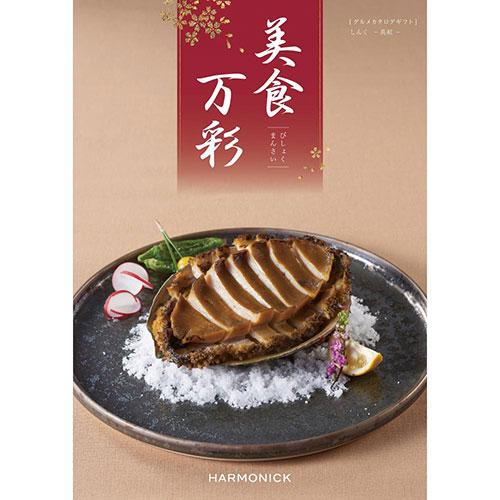 美食
万彩
びしょく
まんさい
[グルメカタログギフト]
しんく －真紅－
HARMONICK